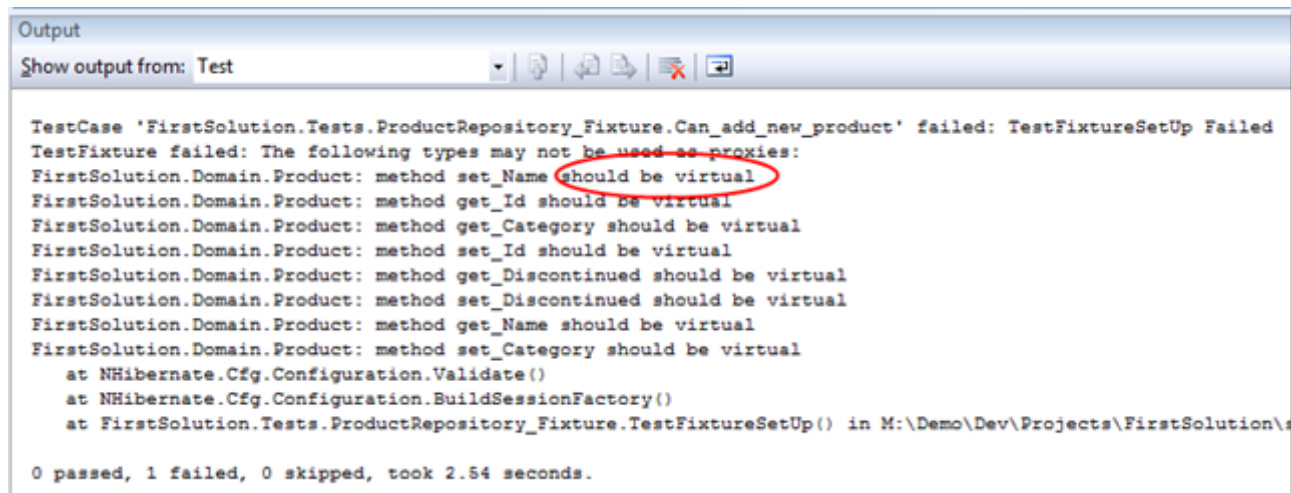 Output
Show output from: Test
TestCase 'FirstSolution.Tests.ProductRepository_Fixture.Can_add_new_product' failed: TestFixtureSetUp Failed
TestFixture failed: The following types may not be used as proxies:
FirstSolution.Domain.Product: method set_Name should be virtual
FirstSolution.Domain.Product: method get_Id should be virtual
FirstSolution.Domain.Product: method get_Category should be virtual
FirstSolution.Domain.Product: method set_Id should be virtual
FirstSolution.Domain.Product: method get_Discontinued should be virtual
FirstSolution.Domain.Product: method set_Discontinued should be virtual
FirstSolution.Domain.Product: method get_Name should be virtual
FirstSolution.Domain.Product: method set_Category should be virtual
at NHibernate.Cfg.Configuration.Validate()
at NHibernate.Cfg.Configuration.BuildSessionFactory()
at FirstSolution.Tests.ProductRepository_Fixture.TestFixtureSetUp() in M:\Demo\Dev\Projects\FirstSolution\s
0 passed, 1 failed, 0 skipped, took 2.54 seconds.